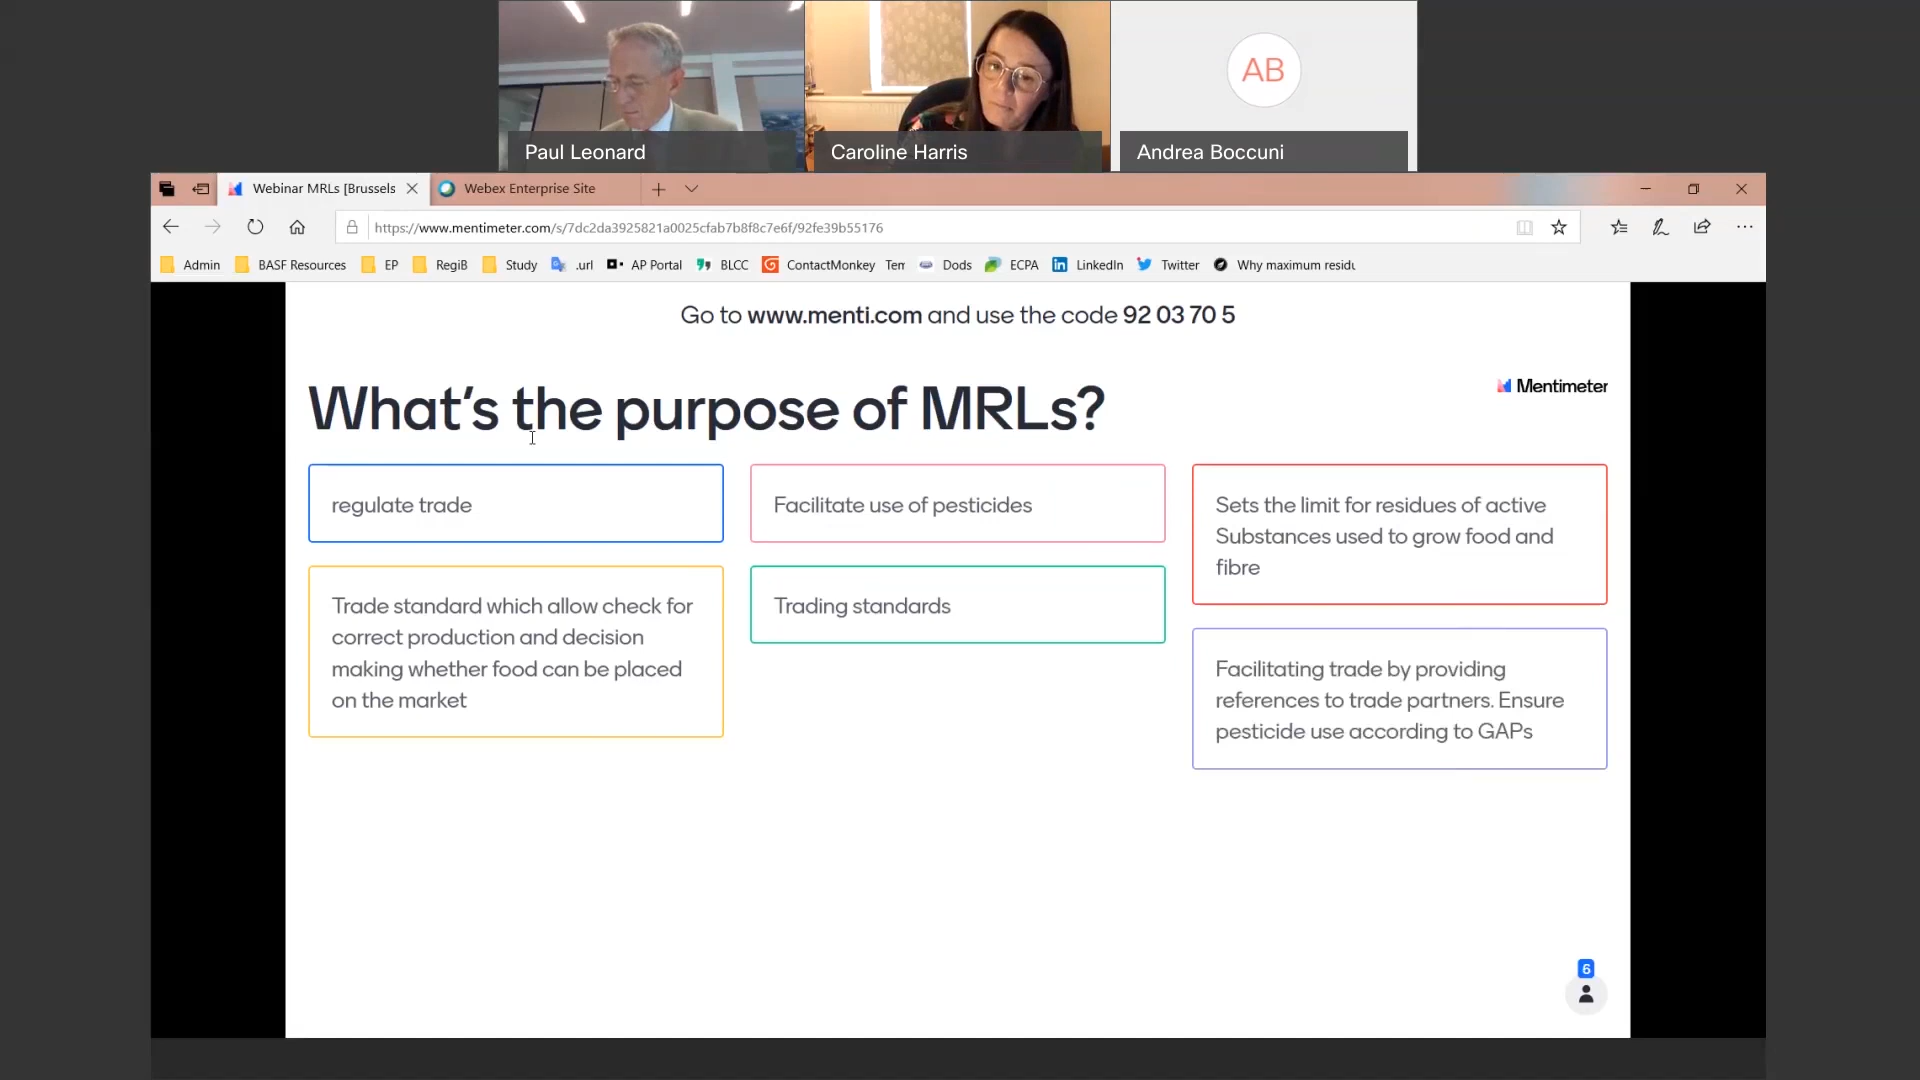 Paul Leonard
Caroline Harris
AB
Andrea Boccuni
Webinar MRLs [Brussels
Webex Enterprise Site
https://www.mentimeter.com/s/7dc2da3925821a0025cfab7b8f8c7e6f/92fe39b55176
Admin BASF Resources EP RegiB Study .url AP Portal BLCC ContactMonkey Tem Dods ECPA LinkedIn Twitter Why maximum residu
Go to www.menti.com and use the code 92 03 70 5
What's the purpose of MRLs?
Mentimeter
regulate trade
Trade standard which allow check for
correct production and decision
making whether food can be placed
on the market
Facilitate use of pesticides
Trading standards
Sets the limit for residues of active
Substances used to grow food and
fibre
Facilitating trade by providing
references to trade partners. Ensure
pesticide use according to GAPs
6